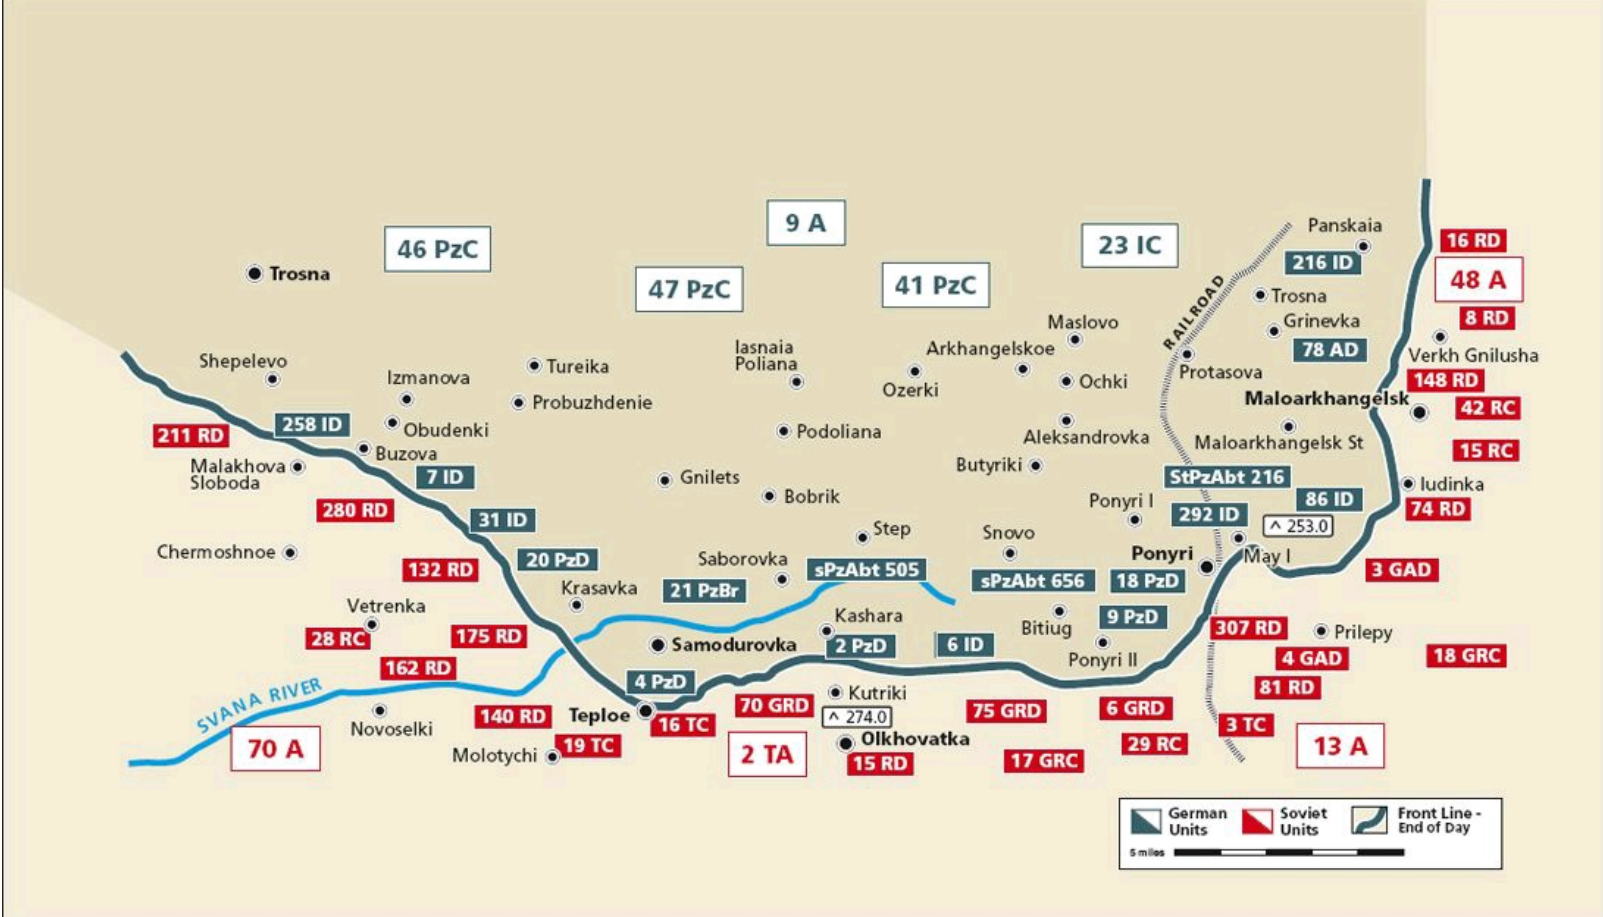 Panskaia
9 A
46 PzC
23 IC
16 RD
216 ID
Trosna
48 A
47 PzC
41 PzC
RAILROAD
Trosna
8 RD
Grinevka
Maslovo
78 AD
Verkh Gnilusha
Iasnaia
Poliana
Arkhangelskoe
Shepelevo
Tureika
Izmanova
Protasova
148 RD
Ozerki
Ochki
Maloarkhangelsk
42 RC
Probuzhdenie
258 ID
Obudenki
Podoliana
Aleksandrovka
Maloarkhangelsk St
211 RD
Buzova
15 RC
Malakhova
Sloboda
7 ID
Gnilets
Butyriki
StPzAbt 216
Iudinka
Bobrik
Ponyri I
86 ID
280 RD
31 ID
292 ID
74 RD
^ 253.0
Step
Snovo
Chermoshnoe
20 PzD
Saborovka
Ponyri
May I
132 RD
sPzAbt 505
sPzAbt 656
18 PzD
3 GAD
Krasavka
21 PzBr
Vetrenka
Kashara
9 PzD
28 RC
175 RD
Bitiug
307 RD
Prilepy
Samodurovka
2 PzD
6 ID
162 RD
Ponyri II
4 GAD
18 GRC
4 PzD
SVANA RIVER
Kutriki
81 RD
70 GRD
75 GRD
6 GRD
140 RD
Teploe
16 TC
^ 274.0
3 TC
Novoselki
70 A
19 TC
2 TA
Olkhovatka
29 RC
13 A
Molotychi
15 RD
17 GRC
German
Units
Soviet
Units
Front Line -
End of Day
5 miles